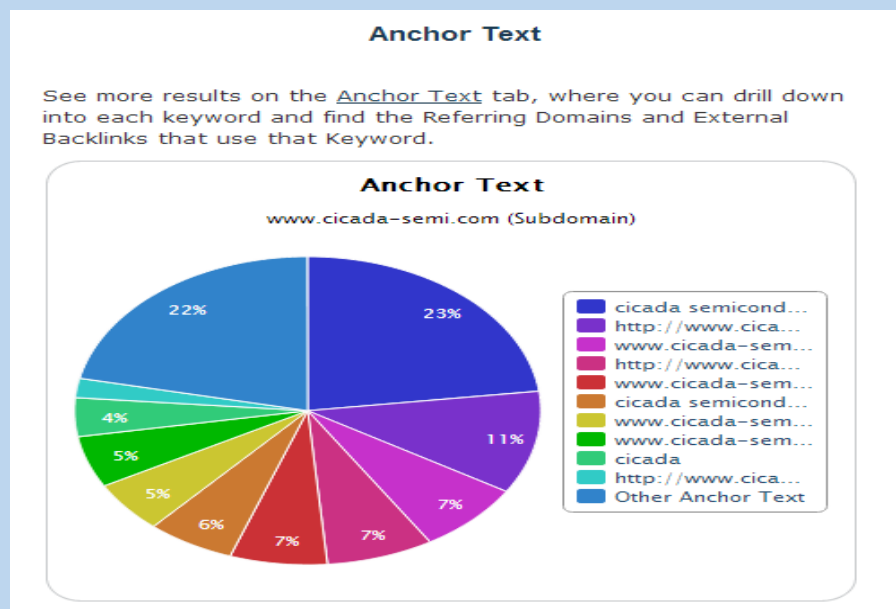 Anchor Text
See more results on the Anchor Text tab, where you can drill down
into each keyword and find the Referring Domains and External
Backlinks that use that Keyword.
Anchor Text
www.cicada-semi.com (Subdomain)
22%
23%
11%
7%
7%
7%
6%
5%
5%
4%
cicada semicond...
http://www.cica...
www.cicada-sem...
http://www.cica...
www.cicada-sem...
cicada semicond...
www.cicada-sem...
www.cicada-sem...
cicada
http://www.cica...
Other Anchor Text